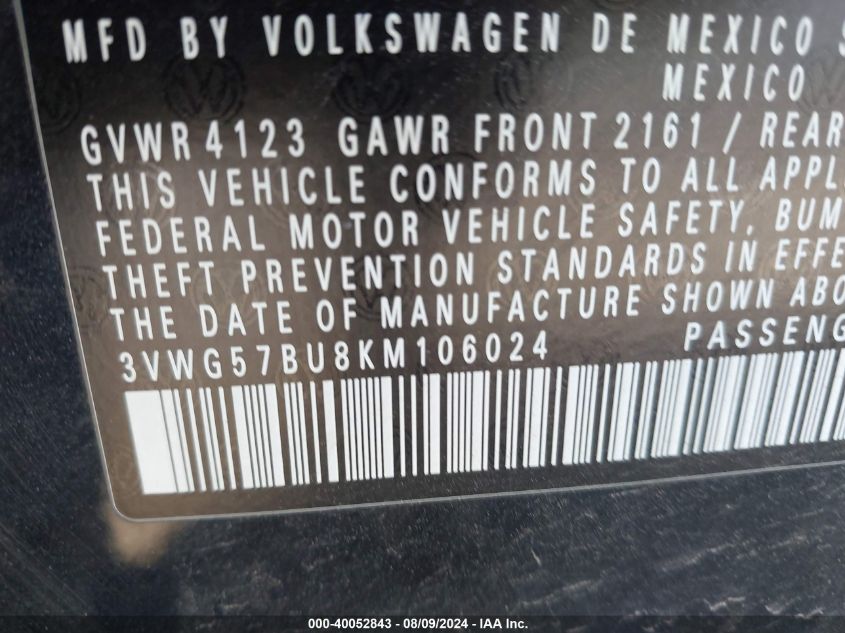 MFD BY VOLKSWAGEN DE MEXICO
MEXICO
GVWR 4123 GAWR FRONT 2161 / REAR
THIS VEHICLE CONFORMS TO ALL APPL
FEDERAL MOTOR VEHICLE SAFETY, BUM
THEFT PREVENTION STANDARDS IN EFFE
THE DATE OF MANUFACTURE SHOWN ABO
3VWG57BU8KM106024 PASSENG
000-40052843 - 08/09/2024 - IAA Inc.